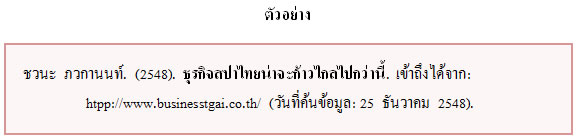 ตัวอย่าง
ชวนะ ภวกานนท์. (2548). ธุรกิจสปาไทยน่าจะก้าวไกลไปกว่านี้. เข้าถึงได้จาก:
htpp://www.businesstgai.co.th/ (วันที่ค้นข้อมูล: 25 ธันวาคม 2548).